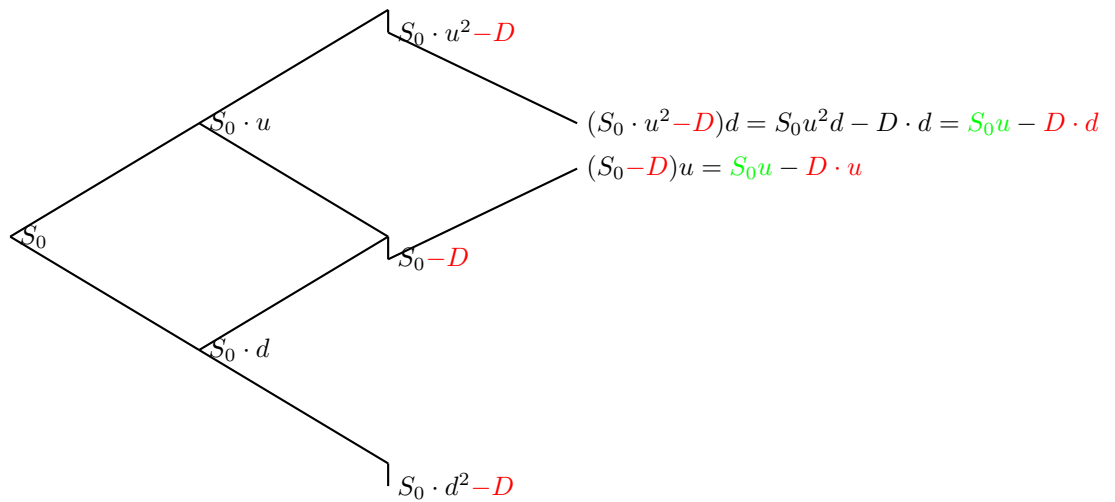 S₀ · u² −D
(S₀ · u² −D)d = S₀u²d − D · d = S₀u − D · d
S₀ · u
(S₀ −D)u = S₀u − D · u
S₀
S₀ −D
S₀ · d
S₀ · d² −D